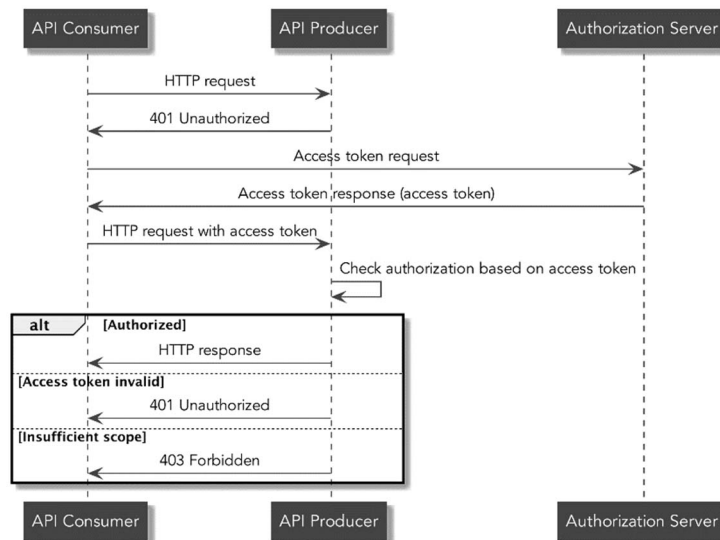 API Consumer
API Producer
Authorization Server
HTTP request
401 Unauthorized
Access token request
Access token response (access token)
HTTP request with access token
Check authorization based on access token
alt
[Authorized]
HTTP response
[Access token invalid]
401 Unauthorized
[Insufficient scope]
403 Forbidden
API Consumer
API Producer
Authorization Server